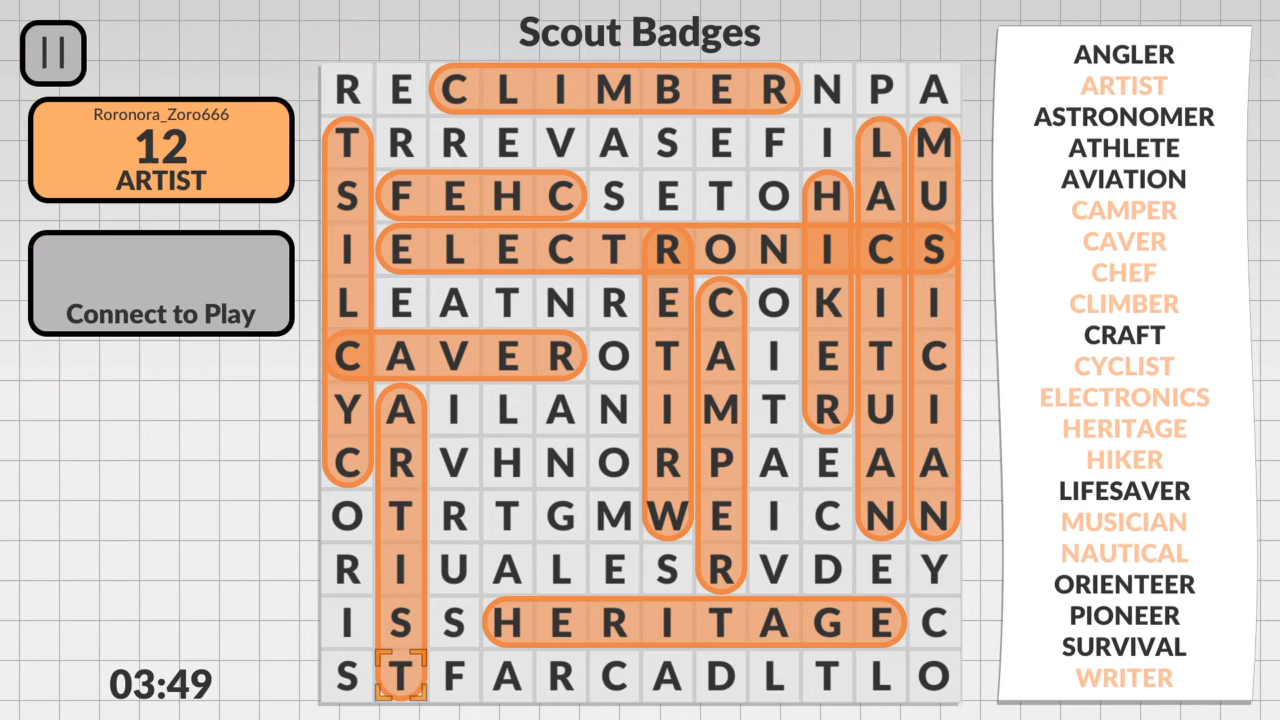 Scout Badges
Roronora_Zoro666
12
ARTIST
Connect to Play
03:49
R E C L I M B E R N P A
T R R E V A S E F I L M
S F E H C S E T O H A U
I E L E C T R O N I C S
L E A T N R E C O K I I
C A V E R O T A I E T C
Y A I L A N I M T R U I
C R V H N O R P A E A A
O T R T G M W E I C N N
R I U A L E S R V D E Y
I S S H E R I T A G E C
S T F A R C A D L T L O
ANGLER
ARTIST
ASTRONOMER
ATHLETE
AVIATION
CAMPER
CAVER
CHEF
CLIMBER
CRAFT
CYCLIST
ELECTRONICS
HERITAGE
HIKER
LIFESAVER
MUSICIAN
NAUTICAL
ORIENTEER
PIONEER
SURVIVAL
WRITER